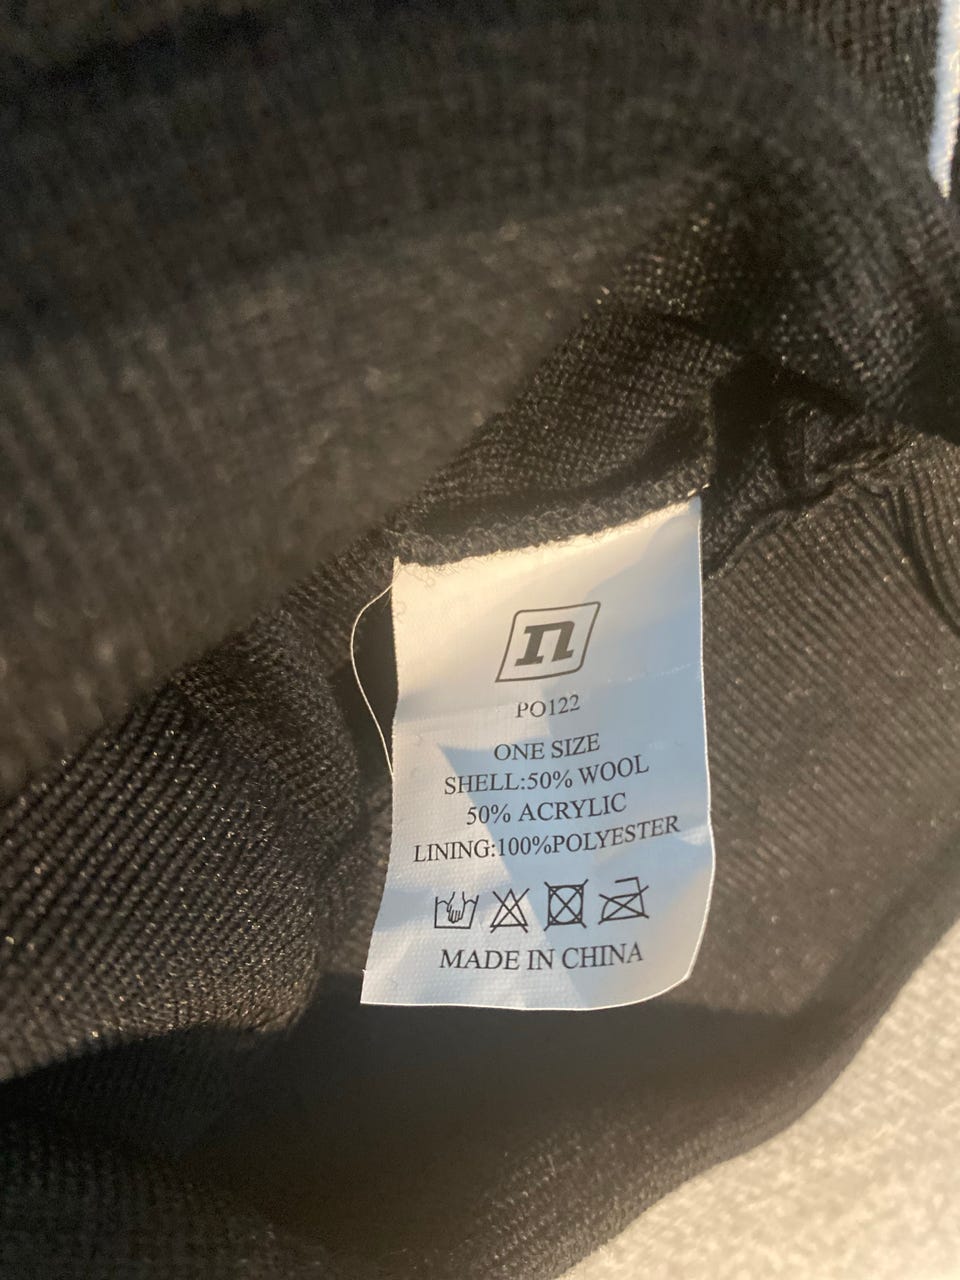 n
PO122
ONE SIZE
SHELL:50% WOOL
50% ACRYLIC
LINING:100%POLYESTER
MADE IN CHINA